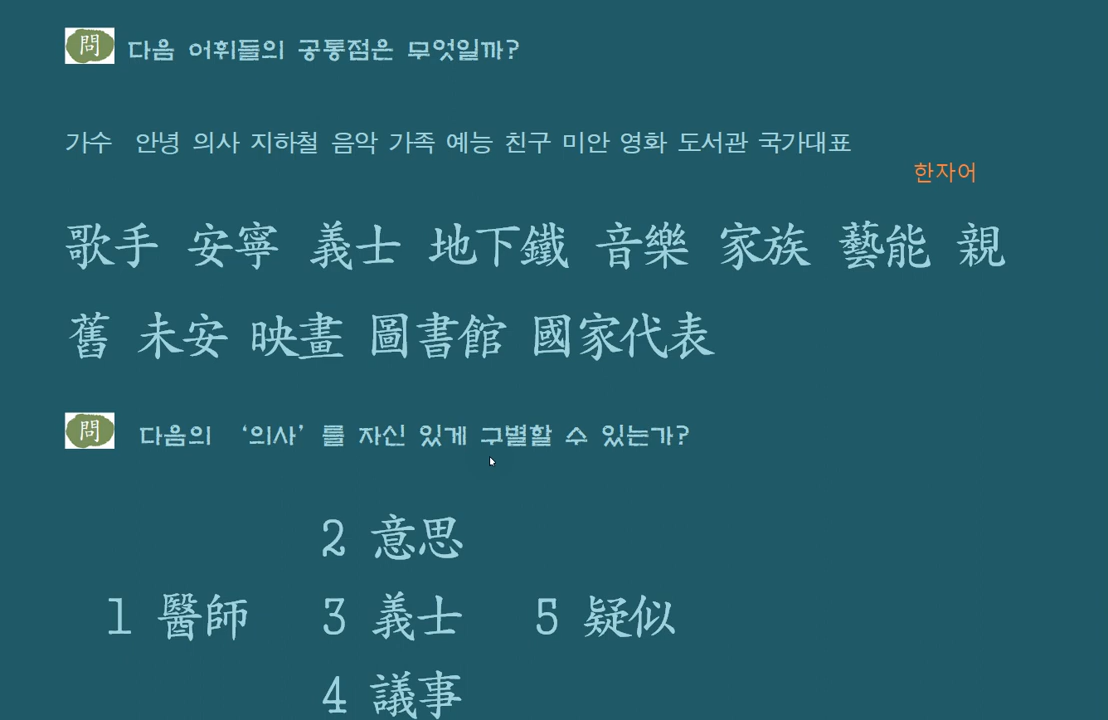 問 다음 어휘들의 공통점은 무엇일까?
가수 안녕 의사 지하철 음악 가족 예능 친구 미안 영화 도서관 국가대표
한자어
歌手 安寧 義士 地下鐵 音樂 家族 藝能 親
舊 未安 映畫 圖書館 國家代表
問 다음의 ‘의사’를 자신 있게 구별할 수 있는가?
2 意思
1 醫師 3 義士 5 疑似
4 議事